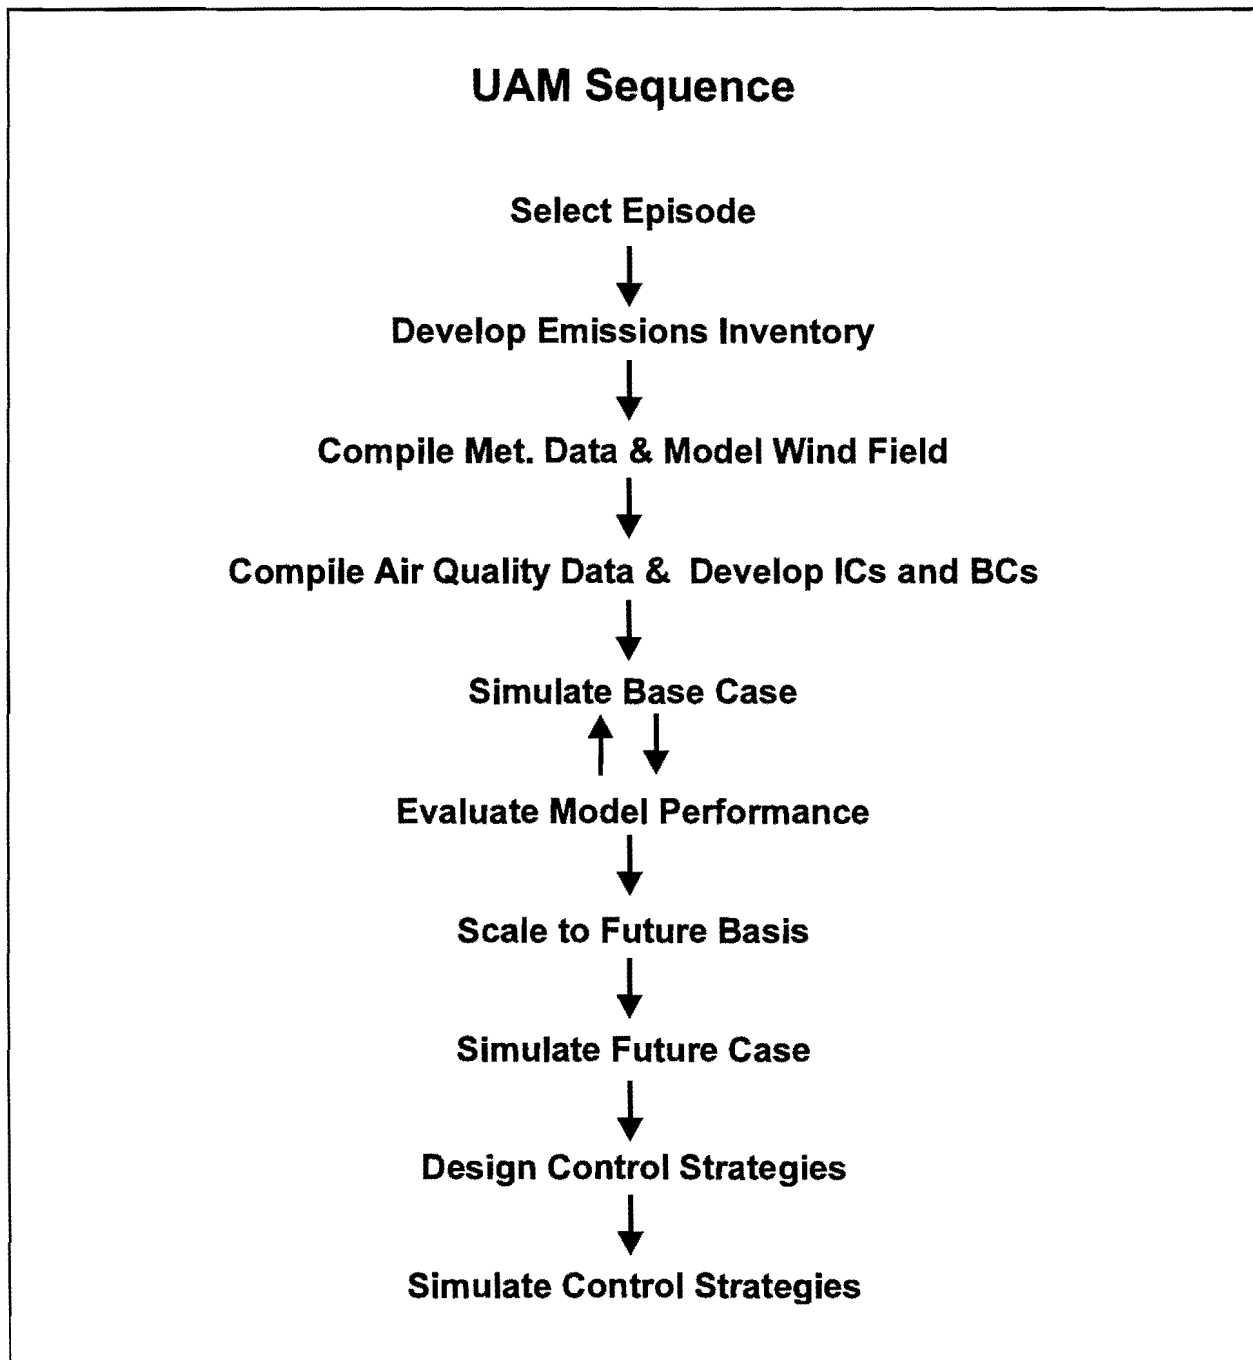 UAM Sequence
Select Episode
Develop Emissions Inventory
Compile Met. Data & Model Wind Field
Compile Air Quality Data & Develop ICs and BCs
Simulate Base Case
Evaluate Model Performance
Scale to Future Basis
Simulate Future Case
Design Control Strategies
Simulate Control Strategies